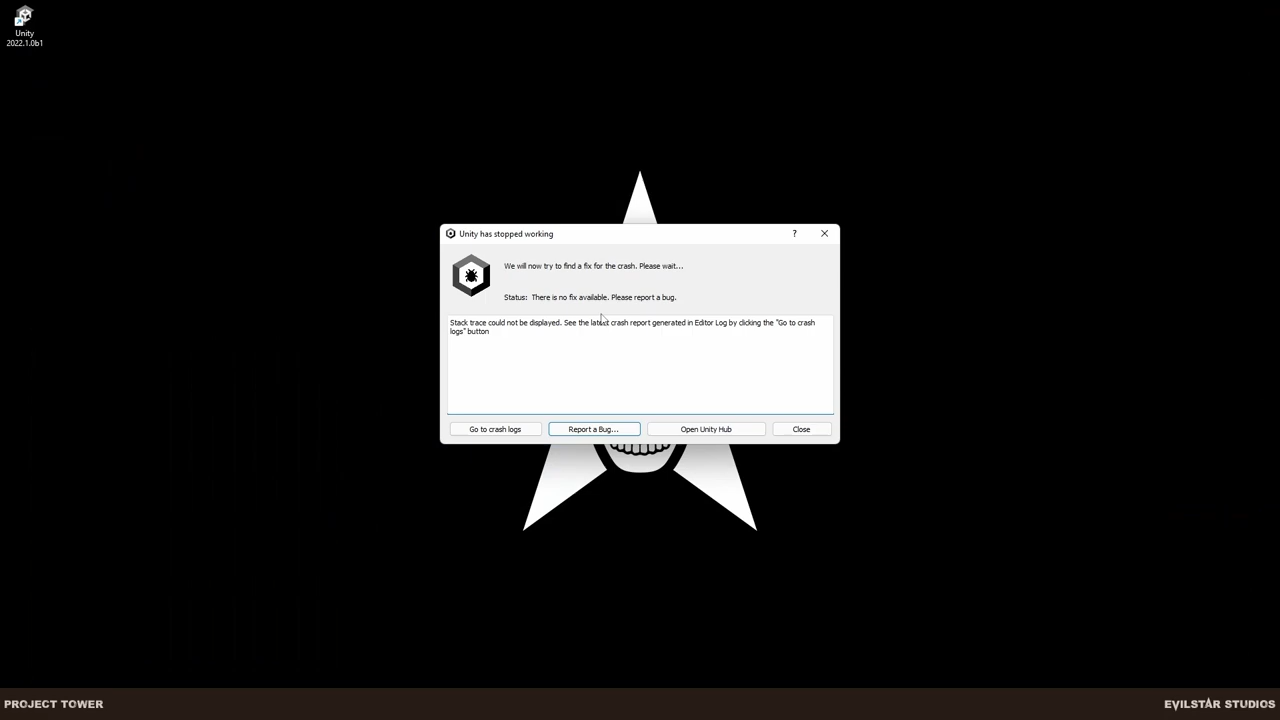 Unity
2022.1.0b1
Unity has stopped working
?
We will now try to find a fix for the crash. Please wait...
Status: There is no fix available. Please report a bug.
Stack trace could not be displayed. See the latest crash report generated in Editor Log by clicking the "Go to crash
logs" button
Go to crash logs
Report a Bug...
Open Unity Hub
Close
PROJECT TOWER
EVILSTAR STUDIOS